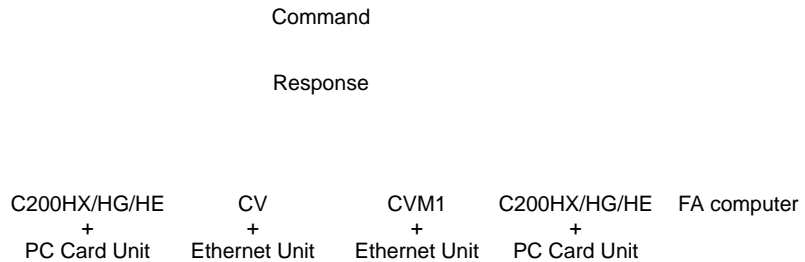 Command
Response
C200HX/HG/HE CV CVM1 C200HX/HG/HE FA computer
+ + + +
PC Card Unit Ethernet Unit Ethernet Unit PC Card Unit